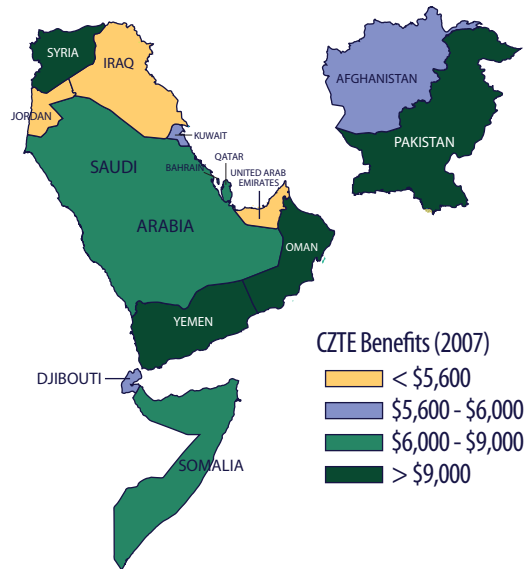 SYRIA
IRAQ
AFGHANISTAN
JORDAN
KUWAIT
PAKISTAN
QATAR
SAUDI
BAHRAIN
UNITED ARAB
EMIRATES
ARABIA
OMAN
YEMEN
DJIBOUTI
SOMALIA
CZTE Benefits (2007)
< $5,600
$5,600 - $6,000
$6,000 - $9,000
> $9,000